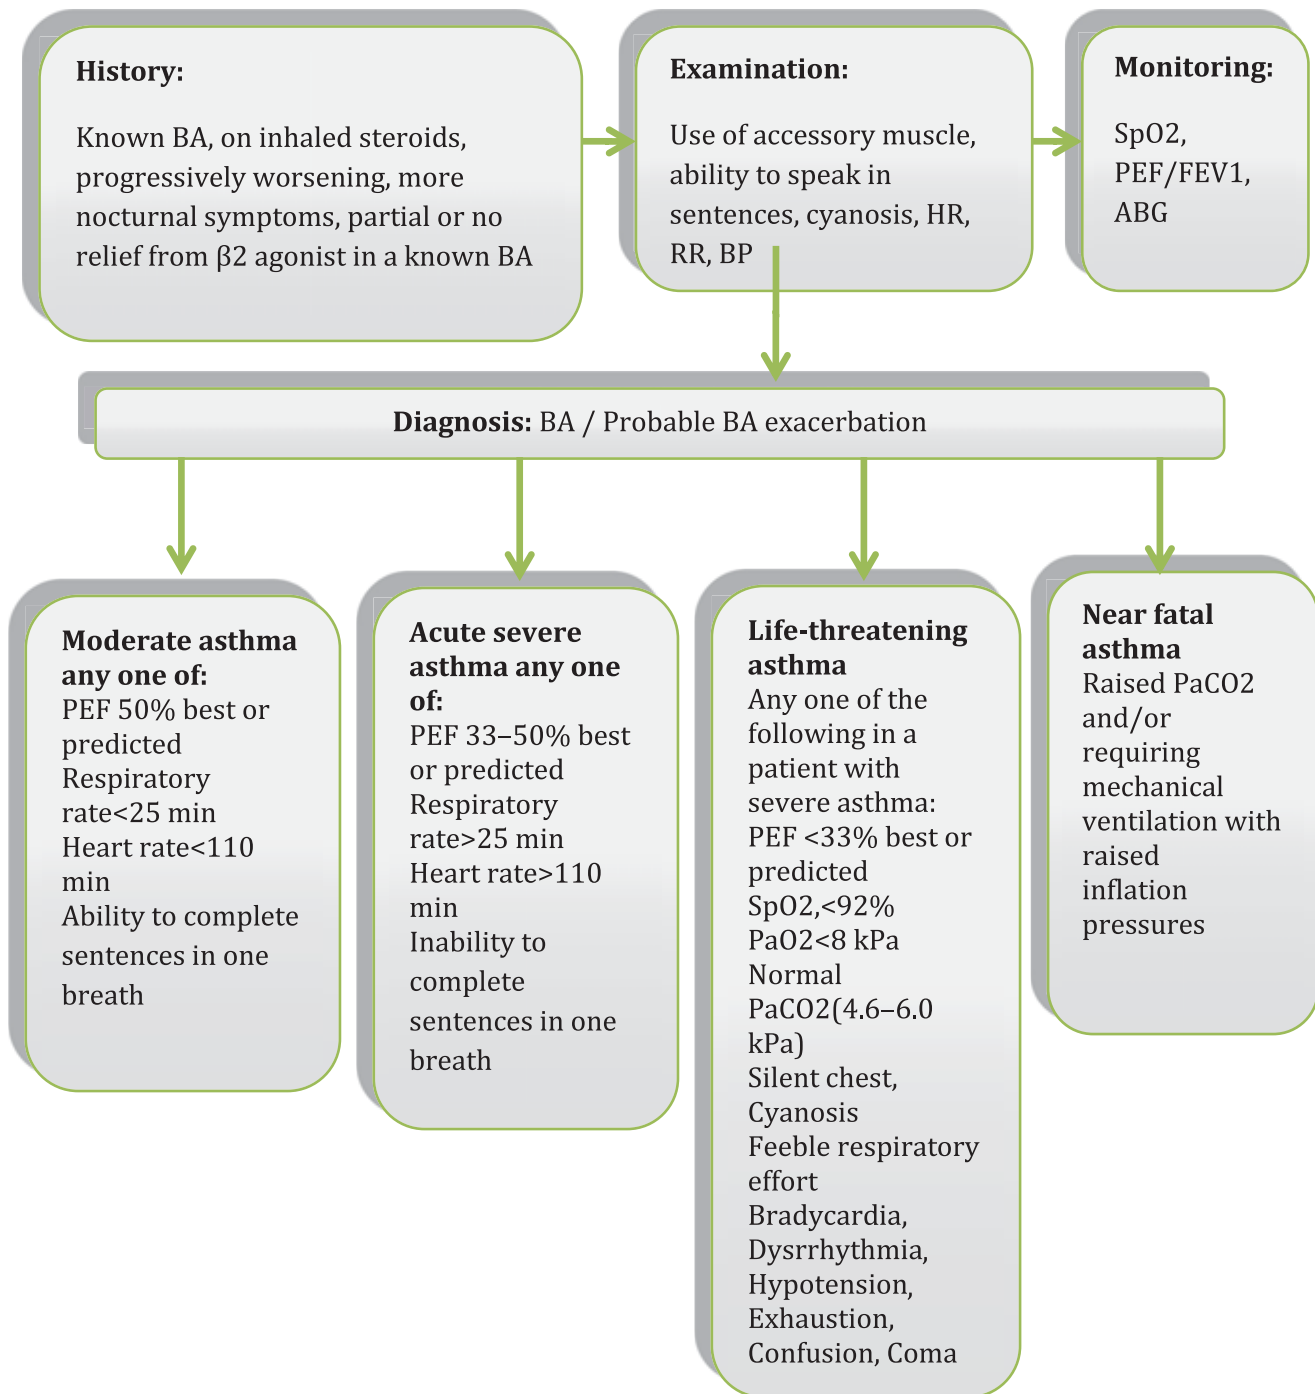 History:
Known BA, on inhaled steroids,
progressively worsening, more
nocturnal symptoms, partial or no
relief from β2 agonist in a known BA
Examination:
Use of accessory muscle,
ability to speak in
sentences, cyanosis, HR,
RR, BP
Monitoring:
SpO2,
PEF/FEV1,
ABG
Diagnosis: BA / Probable BA exacerbation
Moderate asthma
any one of:
PEF 50% best or
predicted
Respiratory
rate<25 min
Heart rate<110
min
Ability to complete
sentences in one
breath
Acute severe
asthma any one
of:
PEF 33–50% best
or predicted
Respiratory
rate>25 min
Heart rate>110
min
Inability to
complete
sentences in one
breath
Life-threatening
asthma
Any one of the
following in a
patient with
severe asthma:
PEF <33% best or
predicted
SpO2,<92%
PaO2<8 kPa
Normal
PaCO2(4.6–6.0
kPa)
Silent chest,
Cyanosis
Feeble respiratory
effort
Bradycardia,
Dysrrhythmia,
Hypotension,
Exhaustion,
Confusion, Coma
Near fatal
asthma
Raised PaCO2
and/or
requiring
mechanical
ventilation with
raised
inflation
pressures